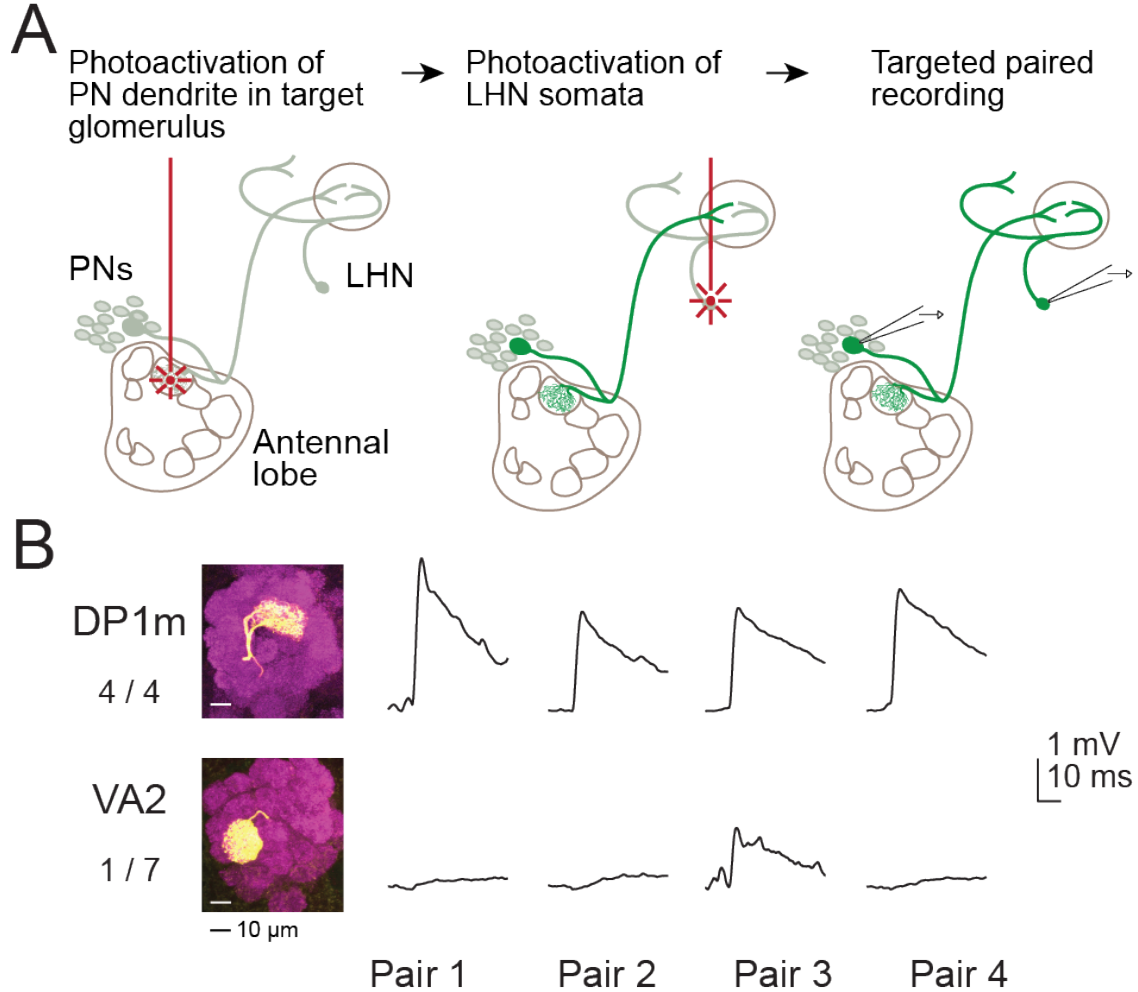 A
Photoactivation of
PN dendrite in target
glomerulus
Photoactivation of
LHN somata
Targeted paired
recording
PNs
LHN
Antennal
lobe
B
DP1m
4 / 4
1 mV
10 ms
VA2
1 / 7
10 µm
Pair 1
Pair 2
Pair 3
Pair 4